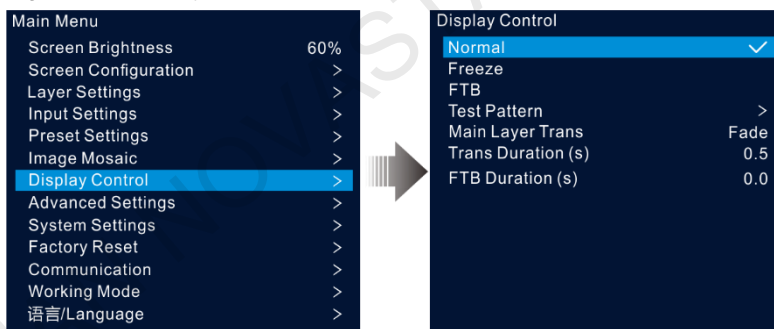 Main Menu
Screen Brightness 60%
Screen Configuration >
Layer Settings >
Input Settings >
Preset Settings >
Image Mosaic >
Display Control >
Advanced Settings >
System Settings >
Factory Reset >
Communication >
Working Mode >
语言/Language >
Display Control
Normal
Freeze
FTB
Test Pattern >
Main Layer Trans Fade
Trans Duration (s) 0.5
FTB Duration (s) 0.0
NOVAS